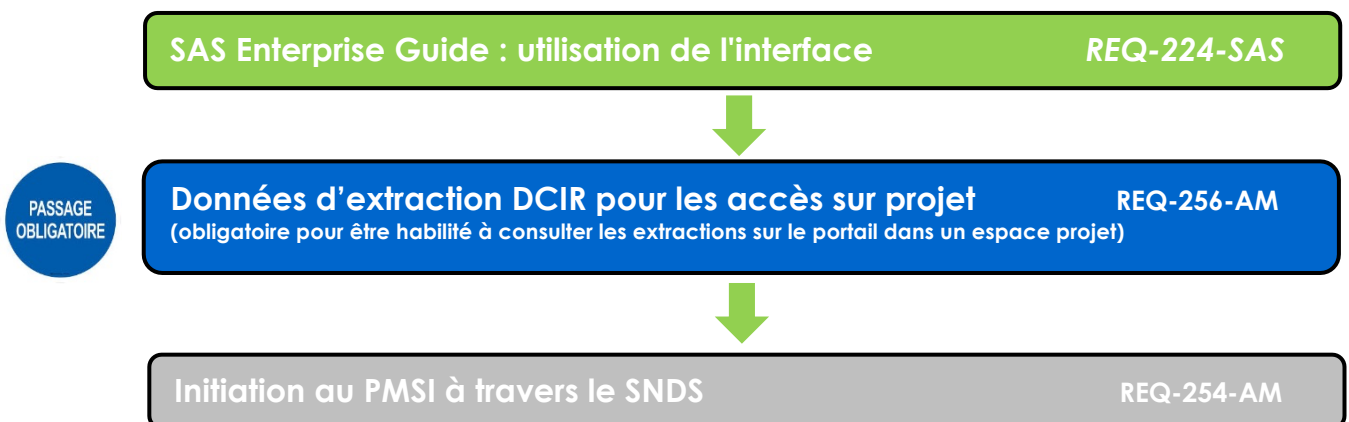 SAS Enterprise Guide : utilisation de l'interface REQ-224-SAS
PASSAGE
OBLIGATOIRE
Données d’extraction DCIR pour les accès sur projet REQ-256-AM
(obligatoire pour être habilité à consulter les extractions sur le portail dans un espace projet)
Initiation au PMSI à travers le SNDS REQ-254-AM